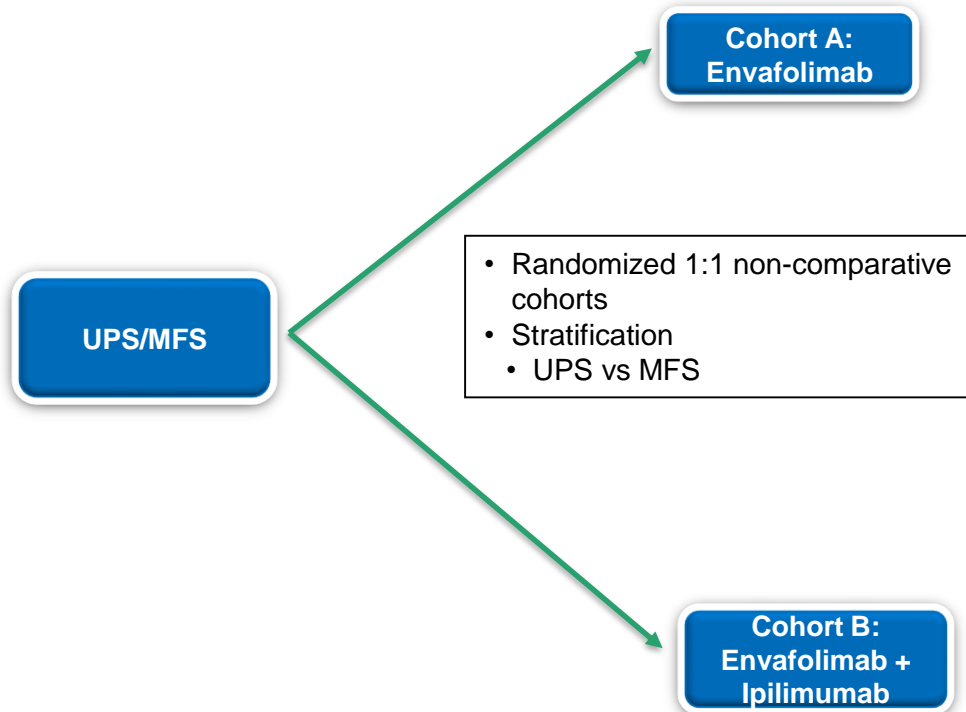 Cohort A:
Envafolimab
• Randomized 1:1 non-comparative
cohorts
• Stratification
• UPS vs MFS
UPS/MFS
Cohort B:
Envafolimab +
Ipilimumab